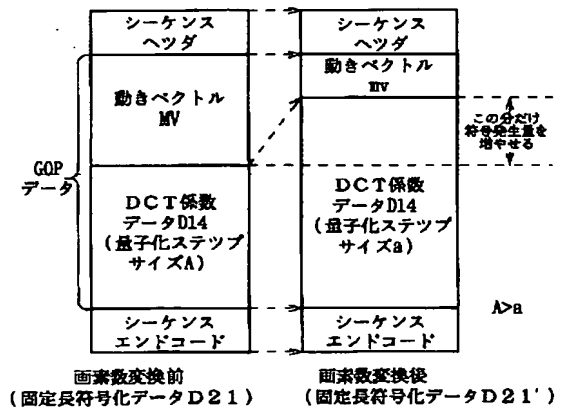 シーケンス
ヘツダ
動きベクトル
MV
GOP
データ
DCT係数
データD14
(量子化ステツプ
サイズA)
シーケンス
エンドコード
画素数変換前
(固定長符号化データD21)
シーケンス
ヘツダ
動きベクトル
mv
この分だけ
符号発生量を
増やせる
DCT係数
データD14
(量子化ステツプ
サイズa)
A>a
シーケンス
エンドコード
画素数変換後
(固定長符号化データD21')